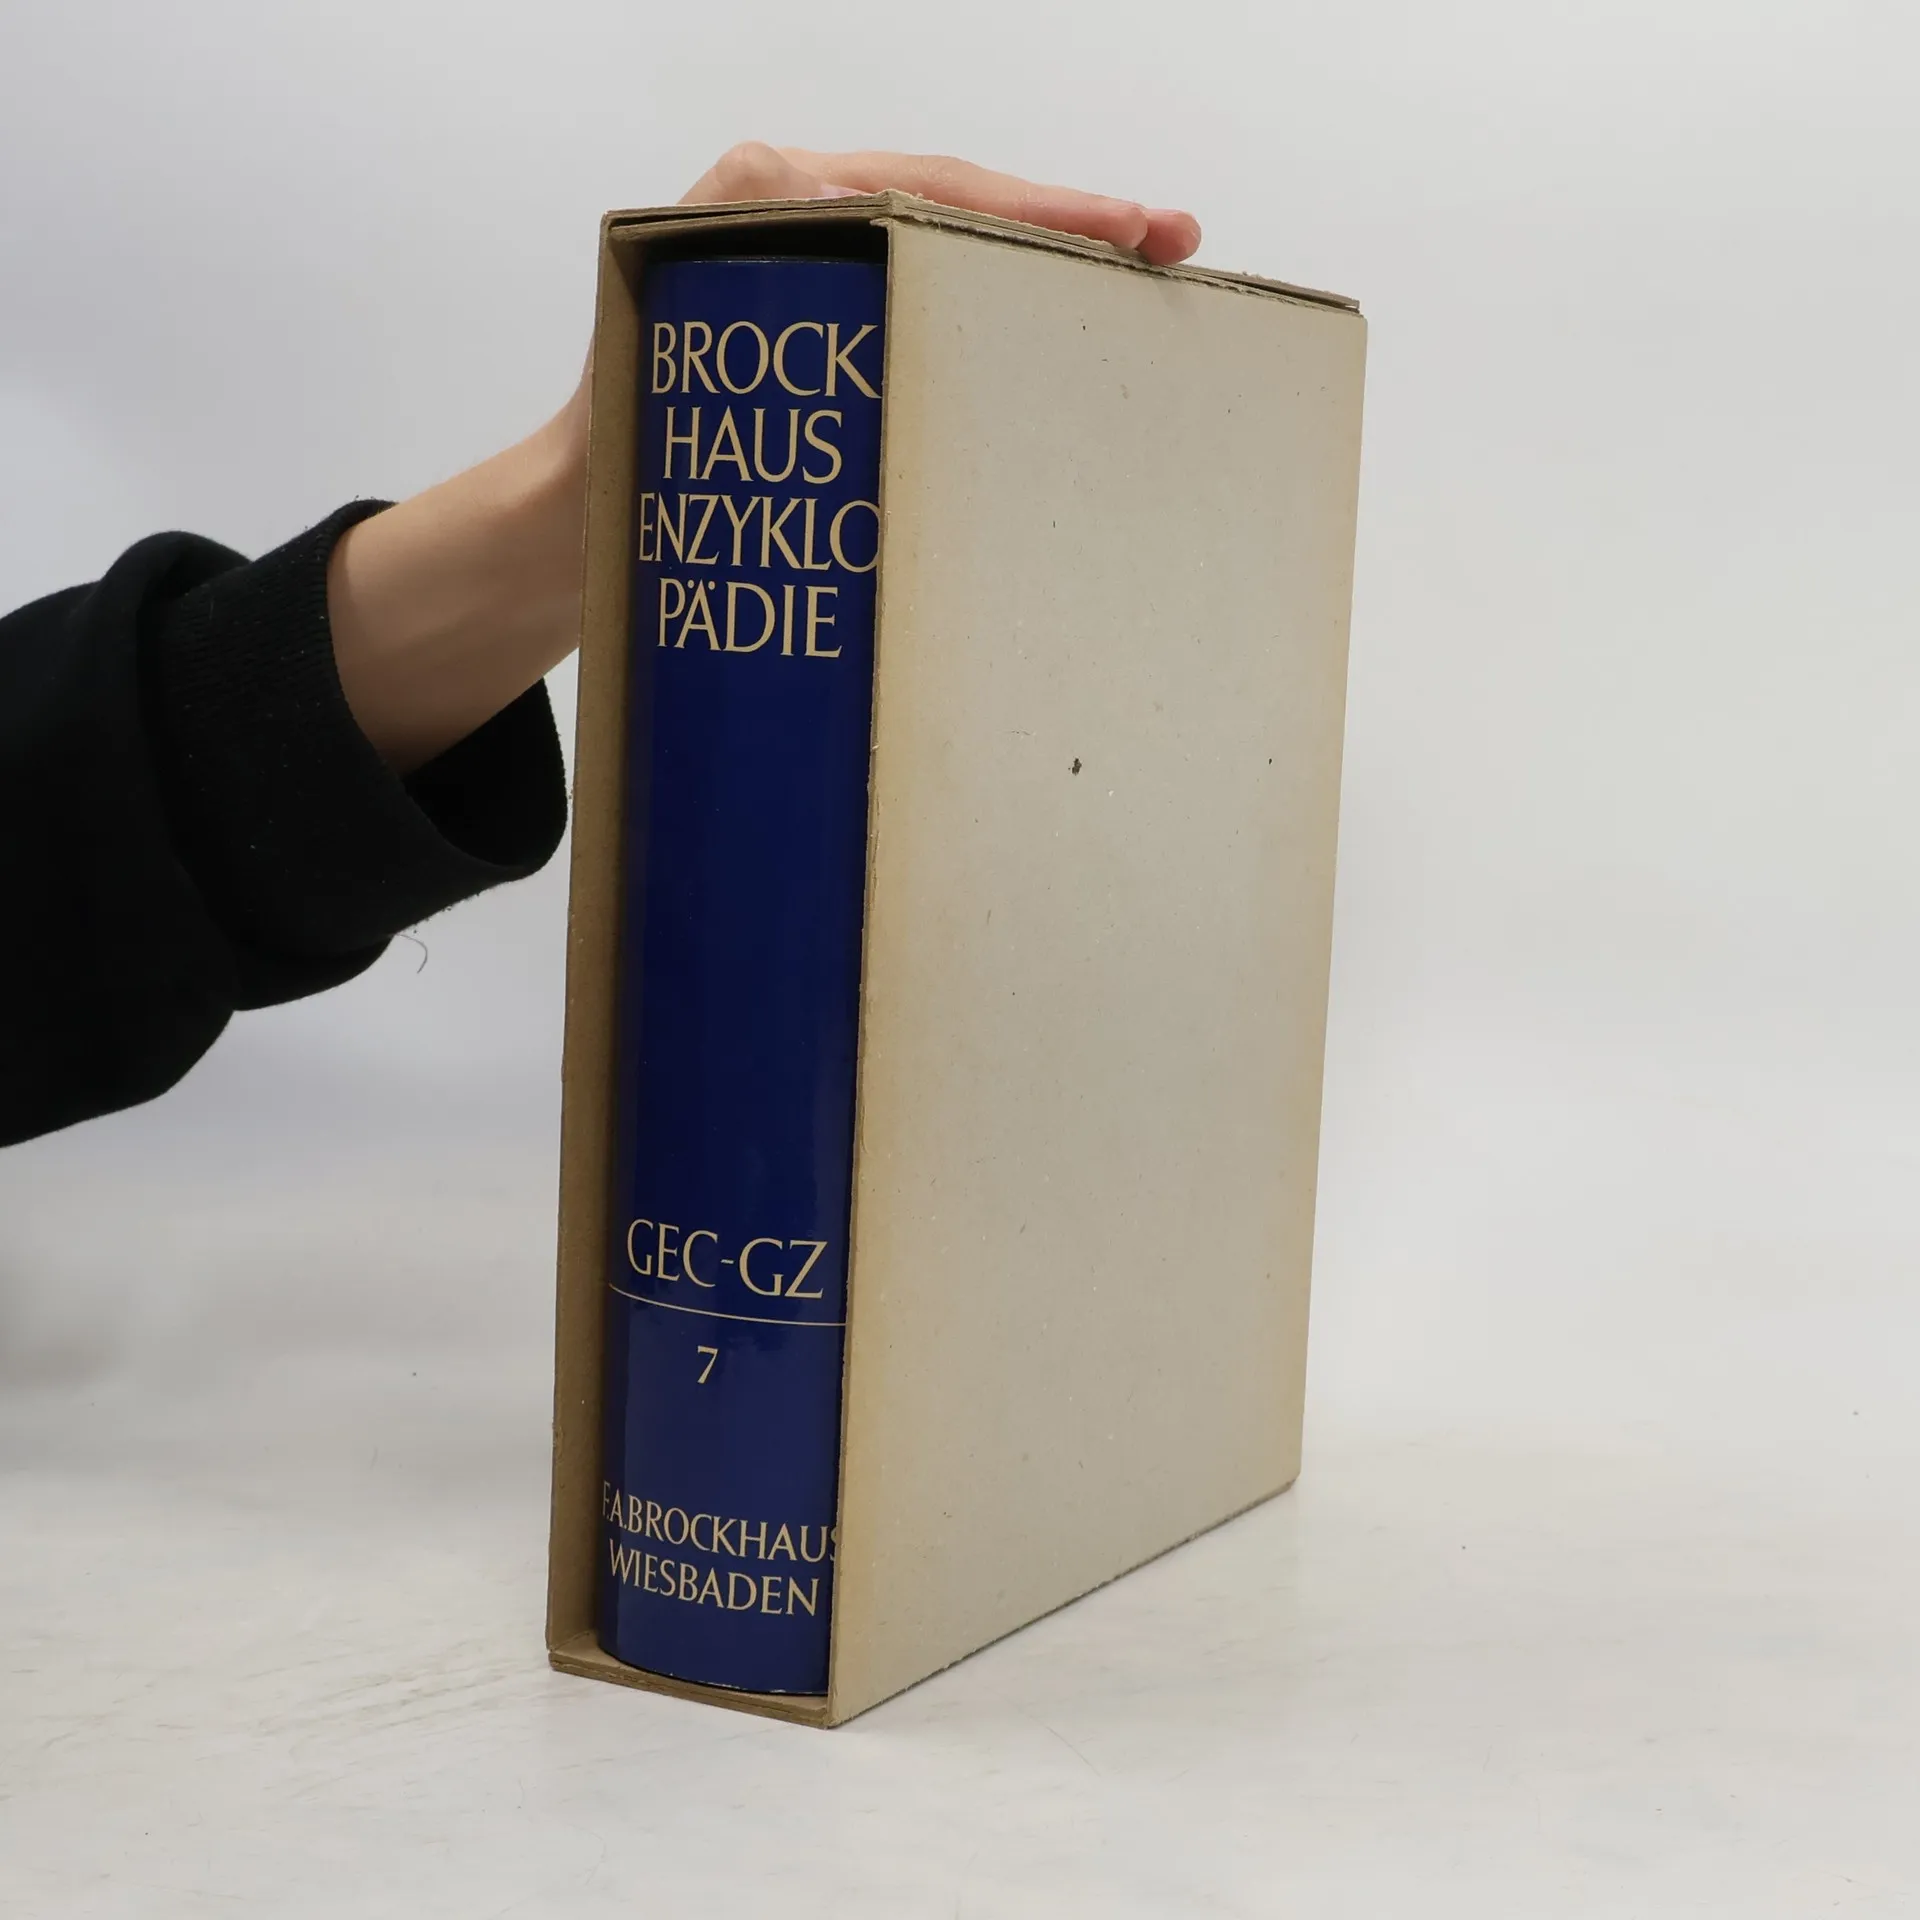 BROCK
HAUS
ENZYKLO
PÄDIE
GEC-GZ
7
F.A.BROCKHAUS
WIESBADEN